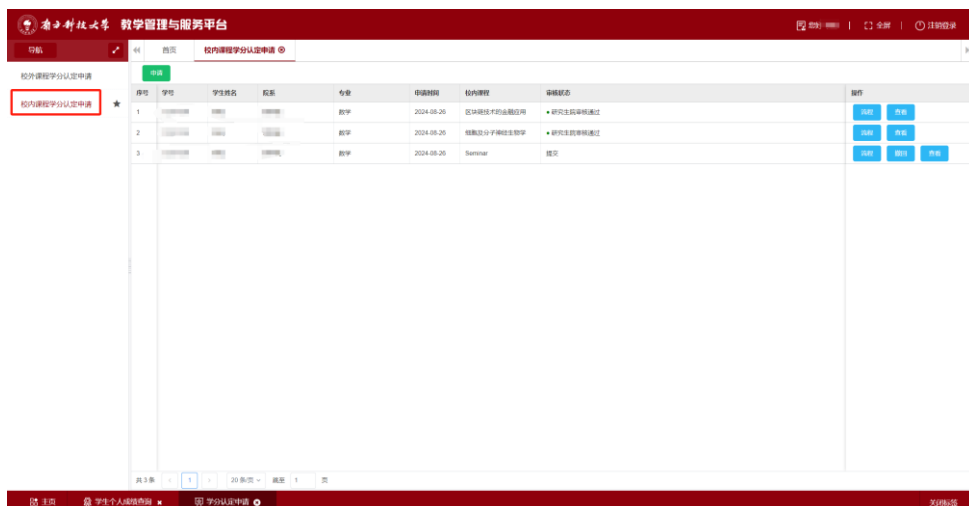 南方科技大学 教学管理与服务平台
您好 | 全屏 | 注销登录
导航
首页 校内课程学分认定申请
校外课程学分认定申请
校内课程学分认定申请
申请
序号 学号 学生姓名 院系 专业 申请时间 校内课程 审核状态 操作
1 数学 2024-08-26 区块链技术的金融应用 研究生院审核通过 流程 查看
2 数学 2024-08-26 细胞及分子神经生物学 研究生院审核通过 流程 查看
3 数学 2024-08-26 Seminar 提交 流程 撤回 查看
共 3 条 1 20 条/页 跳至 1 页
主页 学生个人成绩查询 学分认定申请 关闭标签